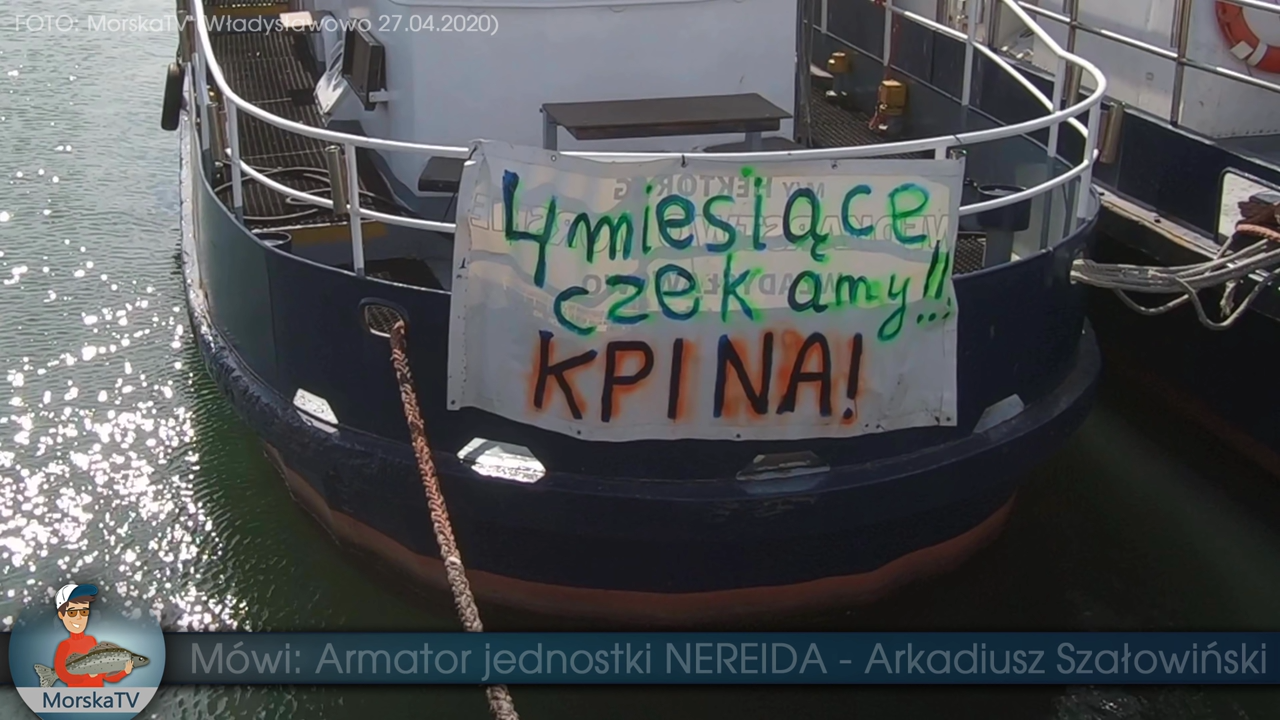 FOTO: MorskaTV (Władysławowo 27.04.2020)
4 miesiące
czekamy!!
KPINA!
Mówi: Armator jednostki NEREIDA - Arkadiusz Szałowiński
MorskaTV